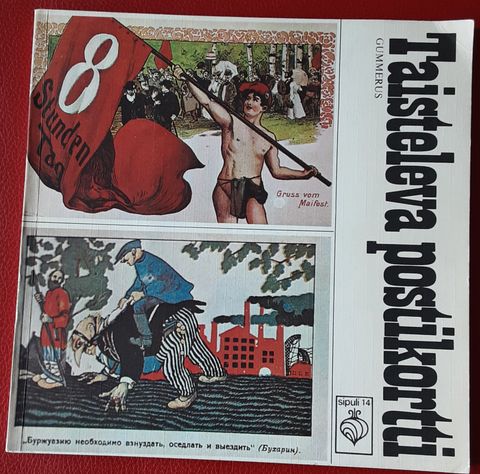 Taisteleva postikortti
GUMMERUS
8
Stunden
Tag
Gruss vom
Maifest.
„Буржуазию необходимо взнуздать, оседлать и выездить“ (Бухарин).
sipuli 14